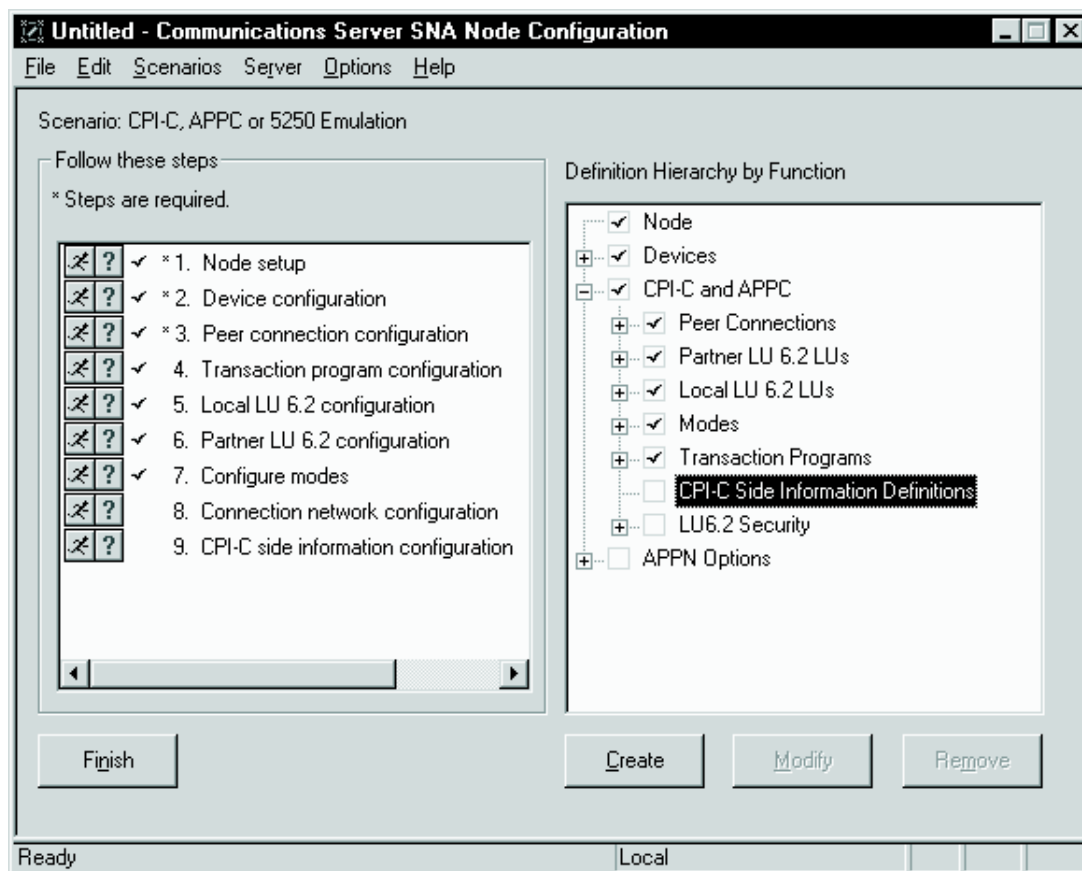 Untitled - Communications Server SNA Node Configuration
File Edit Scenarios Server Options Help
Scenario: CPI-C, APPC or 5250 Emulation
Follow these steps
* Steps are required.
? * 1. Node setup
? * 2. Device configuration
? * 3. Peer connection configuration
? 4. Transaction program configuration
? 5. Local LU 6.2 configuration
? 6. Partner LU 6.2 configuration
? 7. Configure modes
? 8. Connection network configuration
? 9. CPI-C side information configuration
Finish
Definition Hierarchy by Function
Node
Devices
CPI-C and APPC
Peer Connections
Partner LU 6.2 LUs
Local LU 6.2 LUs
Modes
Transaction Programs
CPI-C Side Information Definitions
LU6.2 Security
APPN Options
Create Modify Remove
Ready Local